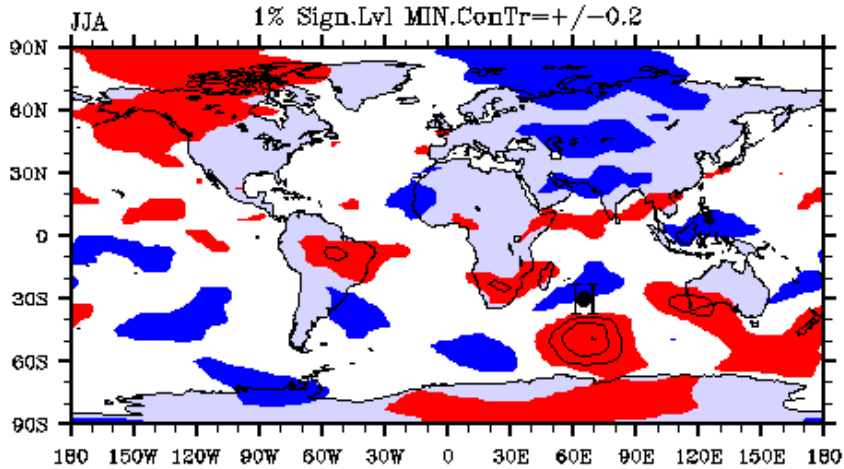 JJA 1% Sign.Lvl MIN.ConTr=+/-0.2
90N
60N
30N
0
30S
60S
90S
H
180 150W 120W 90W 60W 30W 0 30E 60E 90E 120E 150E 180